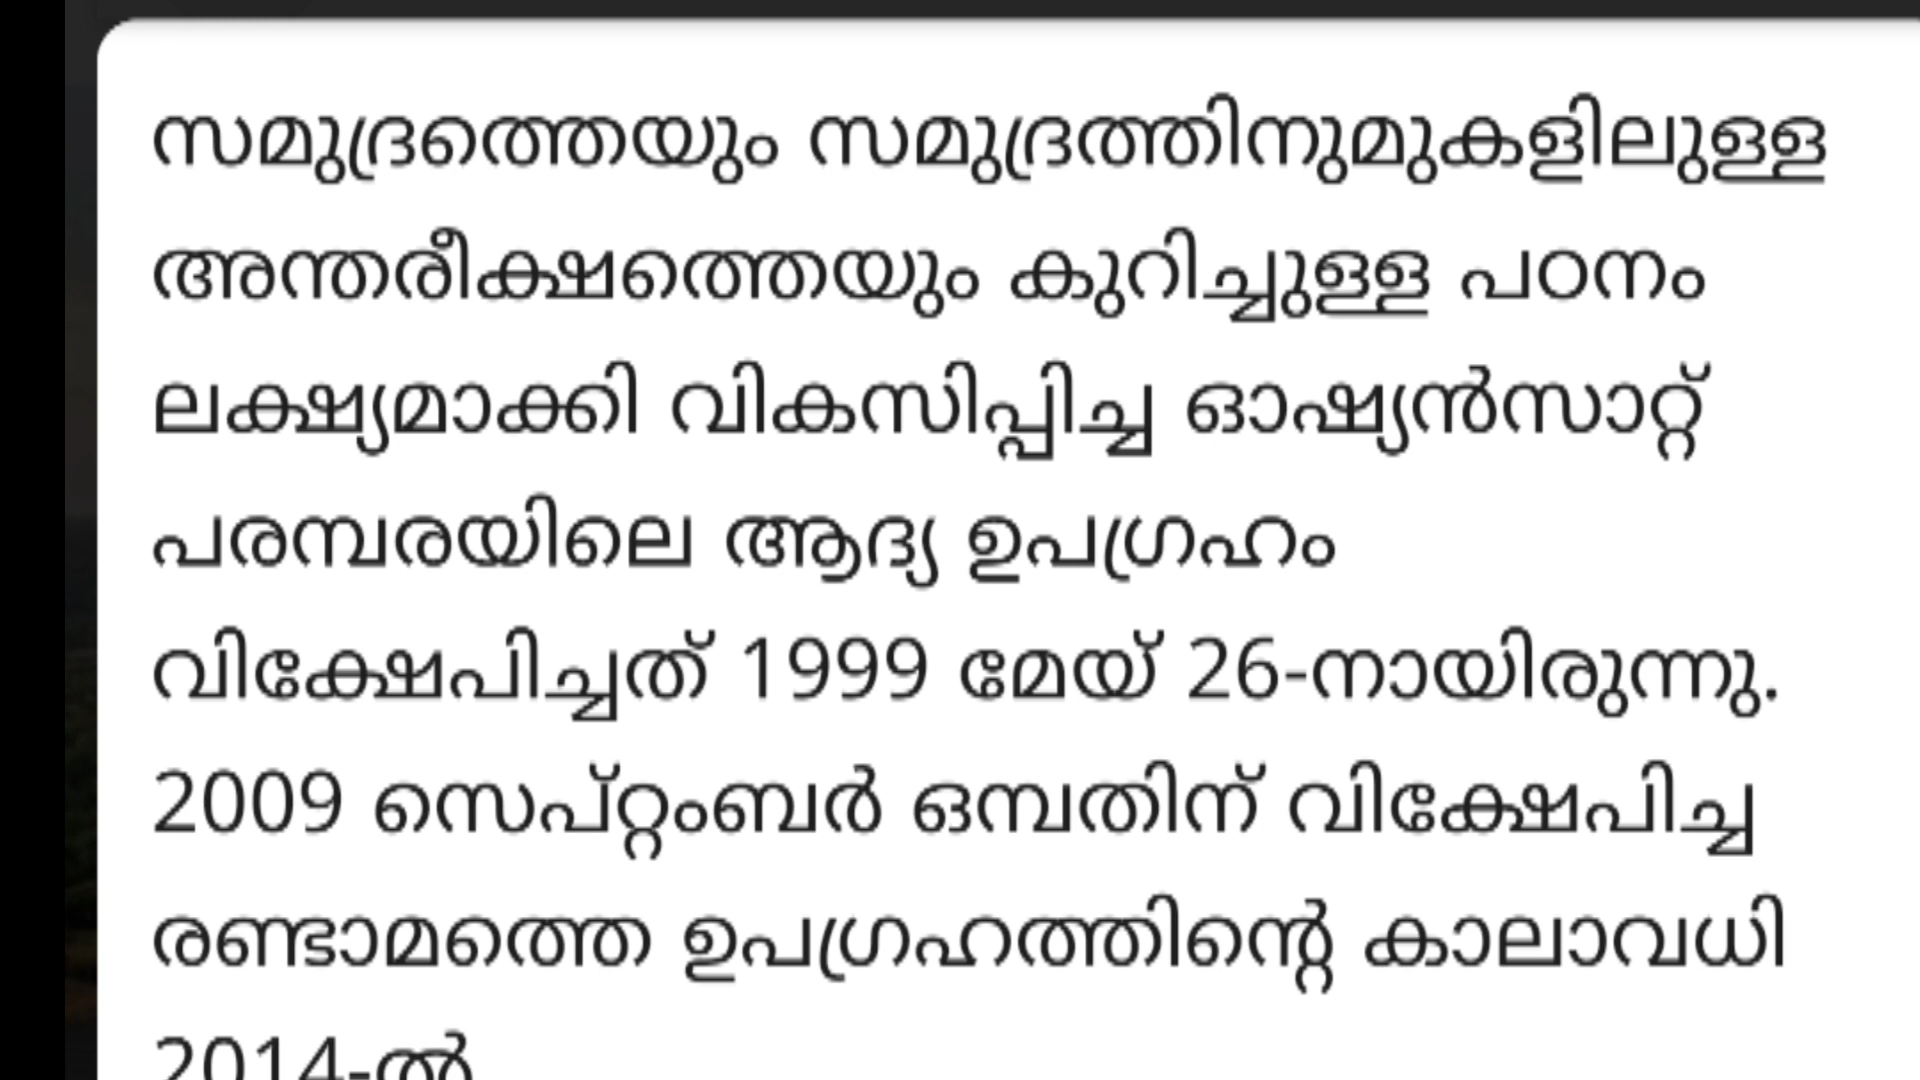 സമുദ്രത്തെയും സമുദ്രത്തിനുമുകളിലുള്ള
അന്തരീക്ഷത്തെയും കുറിച്ചുള്ള പഠനം
ലക്ഷ്യമാക്കി വികസിപ്പിച്ച ഓഷ്യൻസാറ്റ്
പരമ്പരയിലെ ആദ്യ ഉപഗ്രഹം
വിക്ഷേപിച്ചത് 1999 മേയ് 26-നായിരുന്നു.
2009 സെപ്റ്റംബർ ഒമ്പതിന് വിക്ഷേപിച്ച
രണ്ടാമത്തെ ഉപഗ്രഹത്തിന്റെ കാലാവധി
2014-ൽ